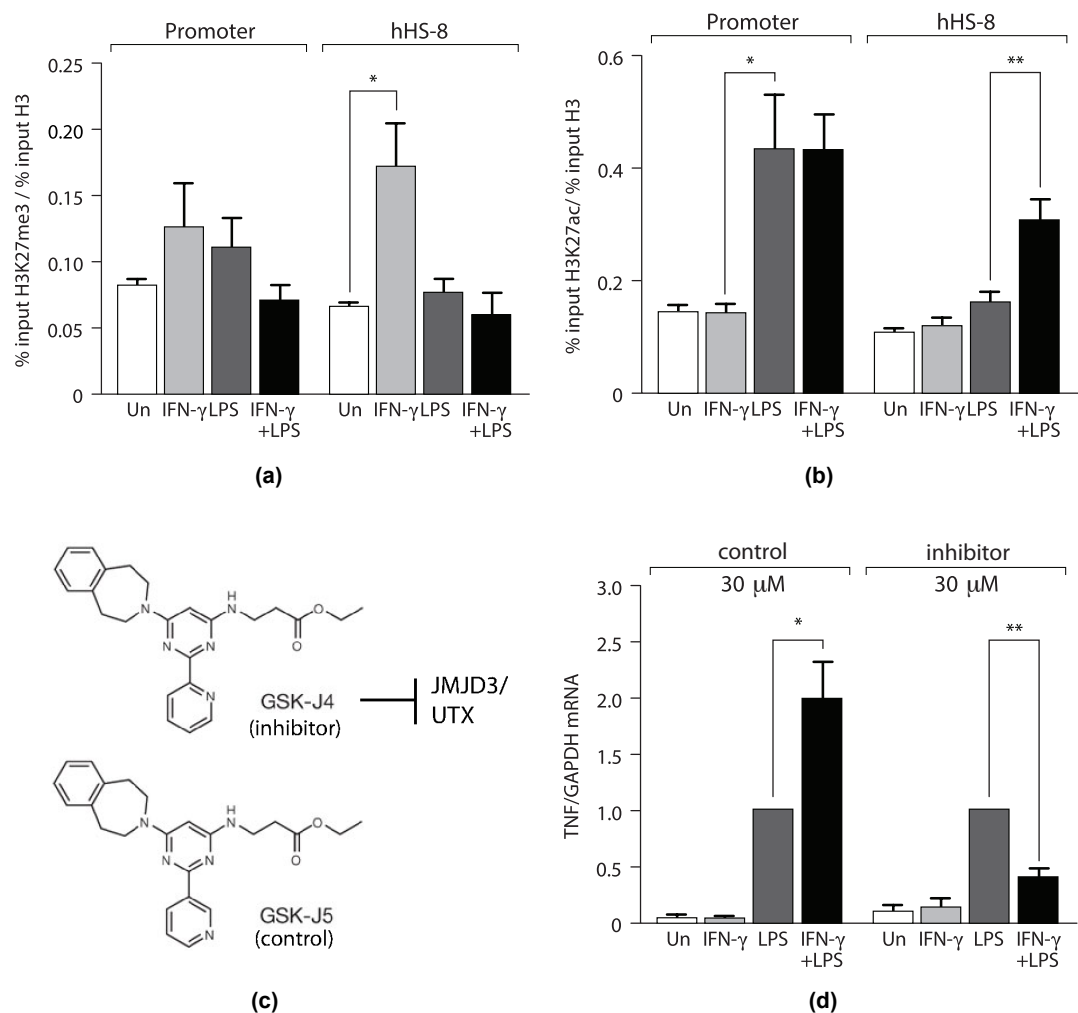 Promoter hHS-8
% input H3K27me3 / % input H3
0.25
0.20
0.15
0.10
0.05
0
*
Un IFN-γ LPS IFN-γ +LPS
Un IFN-γ LPS IFN-γ +LPS
(a)
Promoter hHS-8
% input H3K27ac/ % input H3
0.6
0.4
0.2
0
*
**
Un IFN-γ LPS IFN-γ +LPS
Un IFN-γ LPS IFN-γ +LPS
(b)
N
H
N
N
N
O
O
N
GSK-J4
(inhibitor)
JMJD3/
UTX
N
H
N
N
N
O
O
N
GSK-J5
(control)
(c)
control inhibitor
30 µM 30 µM
TNF/GAPDH mRNA
3.0
2.5
2.0
1.5
1.0
0.5
0
*
**
Un IFN-γ LPS IFN-γ +LPS
Un IFN-γ LPS IFN-γ +LPS
(d)